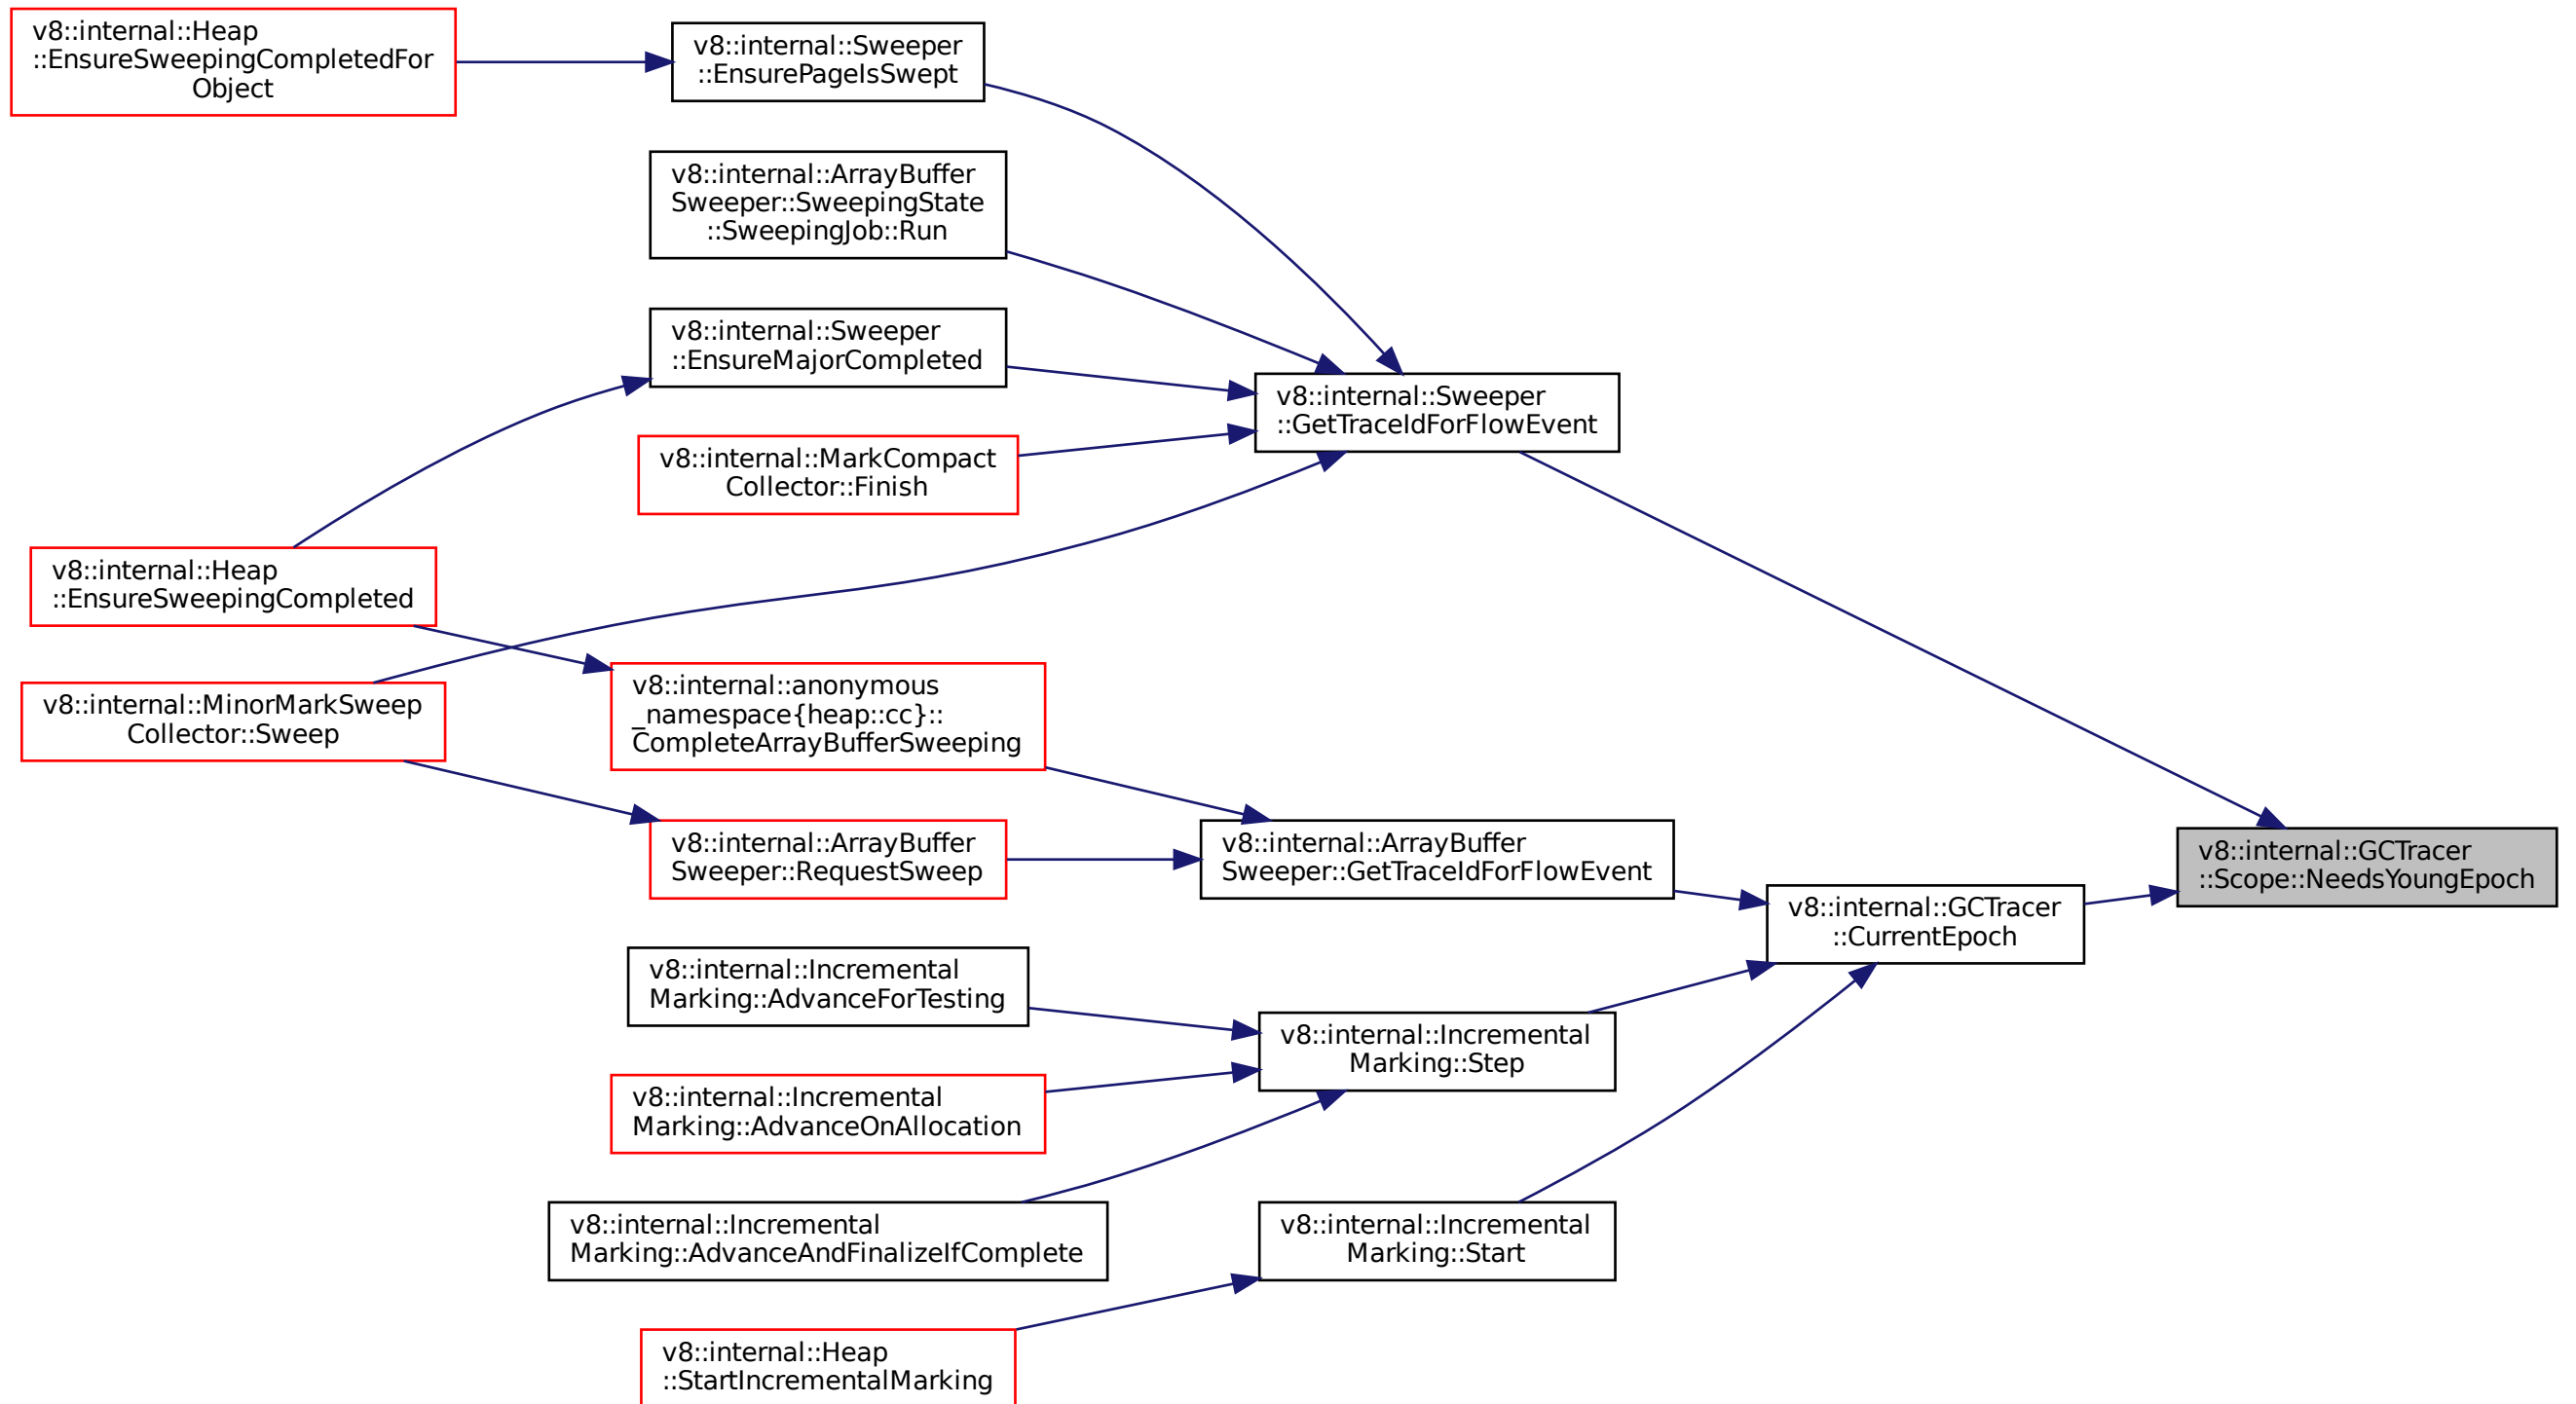 v8::internal::Heap
::EnsureSweepingCompletedFor
Object
v8::internal::Sweeper
::EnsurePageIsSwept
v8::internal::ArrayBuffer
Sweeper::SweepingState
::SweepingJob::Run
v8::internal::Sweeper
::EnsureMajorCompleted
v8::internal::Sweeper
::GetTraceIdForFlowEvent
v8::internal::MarkCompact
Collector::Finish
v8::internal::Heap
::EnsureSweepingCompleted
v8::internal::MinorMarkSweep
Collector::Sweep
v8::internal::anonymous
_namespace{heap::cc}::
CompleteArrayBufferSweeping
v8::internal::ArrayBuffer
Sweeper::RequestSweep
v8::internal::ArrayBuffer
Sweeper::GetTraceIdForFlowEvent
v8::internal::GCTracer
::Scope::NeedsYoungEpoch
v8::internal::GCTracer
::CurrentEpoch
v8::internal::Incremental
Marking::AdvanceForTesting
v8::internal::Incremental
Marking::Step
v8::internal::Incremental
Marking::AdvanceOnAllocation
v8::internal::Incremental
Marking::AdvanceAndFinalizeIfComplete
v8::internal::Incremental
Marking::Start
v8::internal::Heap
::StartIncrementalMarking